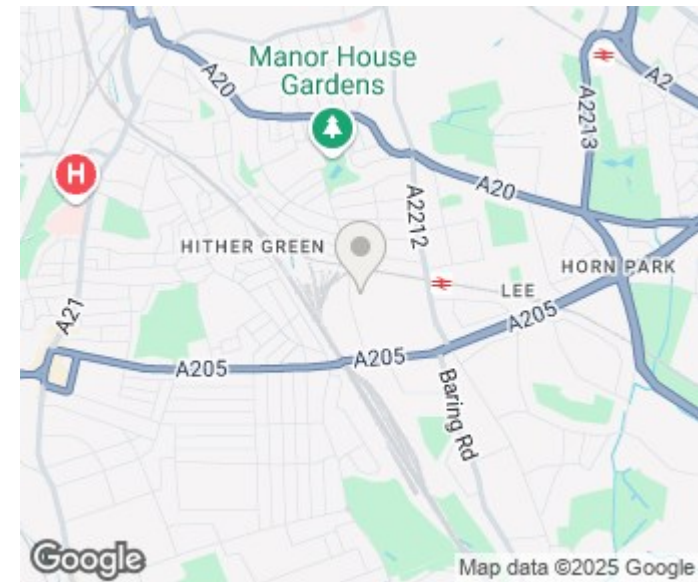 Manor House
Gardens
A20
A2
A2213
H
A20
A2212
HITHER GREEN
HORN PARK
LEE
A21
A205
A205
A205
Baring Rd
Google
Map data ©2025 Google